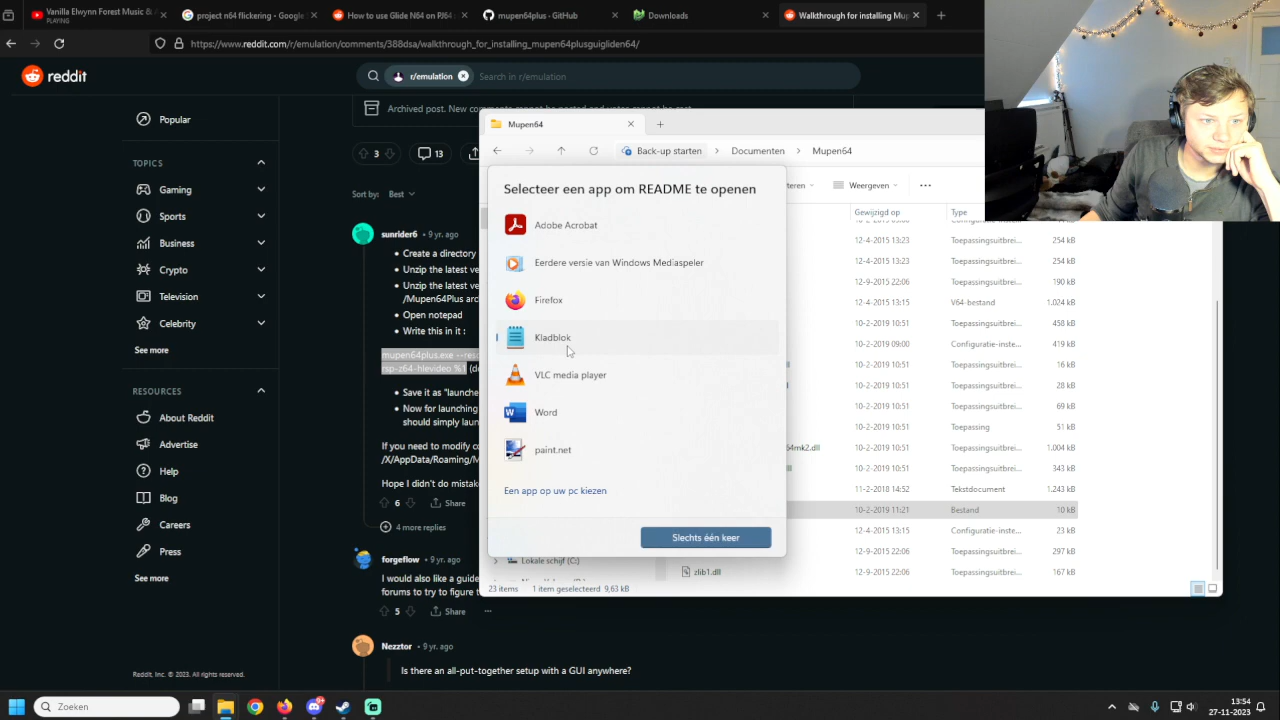 Vanilla Elwynn Forest Music &
PLAYING
project n64 flickering - Google
How to use Glide N64 on PJ64
mupen64plus - GitHub
Downloads
Walkthrough for installing Mup
https://www.reddit.com/r/emulation/comments/388dsa/walkthrough_for_installing_mupen64plusguigliden64/
reddit
r/emulation
Search in r/emulation
Popular
TOPICS
Gaming
Sports
Business
Crypto
Television
Celebrity
See more
RESOURCES
About Reddit
Advertise
Help
Blog
Careers
Press
See more
Reddit, Inc. © 2023. All rights reserved.
Archived post. New comments cannot be posted and votes cannot be cast.
3
13
Sort by: Best
sunrider6 • 9 yr. ago
• Create a directory
• Unzip the latest ve
• Unzip the latest ve
/Mupen64Plus an
• Open notepad
• Write this in it :
mupen64plus.exe --reso
rsp-z64-hlevideo %1 (do
• Save it as "launche
• Now for launching
should simply laun
If you need to modify c
/X/AppData/Roaming/M
Hope I didn't do mistak
6
Share
4 more replies
forgeflow • 9 yr. ago
I would also like a guide
forums to try to figure t
5
Share
Nezztor • 9 yr. ago
Is there an all-put-together setup with a GUI anywhere?
Mupen64
Back-up starten
Documenten
Mupen64
teren
Weergeven
Gewijzigd op
Type
12-4-2015 13:23 Toepassingsuitbrei... 254 kB
12-4-2015 13:23 Toepassingsuitbrei... 254 kB
12-9-2015 22:06 Toepassingsuitbrei... 190 kB
12-4-2015 13:15 V64-bestand 1.024 kB
10-2-2019 10:51 Toepassingsuitbrei... 458 kB
10-2-2019 09:00 Configuratie-inste... 419 kB
10-2-2019 10:51 Toepassingsuitbrei... 16 kB
10-2-2019 10:51 Toepassingsuitbrei... 28 kB
10-2-2019 10:51 Toepassingsuitbrei... 69 kB
10-2-2019 10:51 Toepassing 51 kB
64mk2.dll 10-2-2019 10:51 Toepassingsuitbrei... 1.004 kB
10-2-2019 10:51 Toepassingsuitbrei... 343 kB
11-2-2018 14:52 Tekstdocument 1.243 kB
10-2-2019 11:21 Bestand 10 kB
12-4-2015 13:15 Configuratie-inste... 23 kB
12-9-2015 22:06 Toepassingsuitbrei... 297 kB
zlib1.dll 12-9-2015 22:06 Toepassingsuitbrei... 167 kB
Lokale schijf (C:)
23 items
1 item geselecteerd 9,63 kB
Selecteer een app om README te openen
Adobe Acrobat
Eerdere versie van Windows Mediaspeler
Firefox
Kladblok
VLC media player
Word
paint.net
Een app op uw pc kiezen
Slechts één keer
Zoeken
13:54
27-11-2023